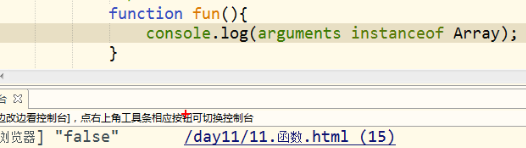 function fun(){
console.log(arguments instanceof Array);
}
台
边改边看控制台]，点右上角工具条相应按钮可切换控制台
浏览器] "false" /day11/11.函数.html (15)